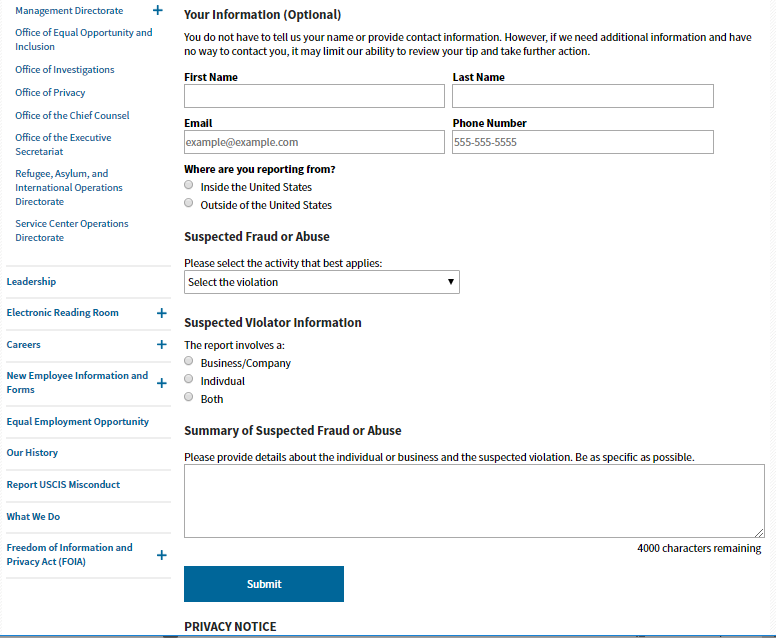 Management Directorate +
Office of Equal Opportunity and
Inclusion
Office of Investigations
Office of Privacy
Office of the Chief Counsel
Office of the Executive
Secretariat
Refugee, Asylum, and
International Operations
Directorate
Service Center Operations
Directorate
Leadership
Electronic Reading Room +
Careers +
New Employee Information and +
Forms
Equal Employment Opportunity
Our History
Report USCIS Misconduct
What We Do
Freedom of Information and +
Privacy Act (FOIA)
Your Information (Optional)
You do not have to tell us your name or provide contact information. However, if we need additional information and have
no way to contact you, it may limit our ability to review your tip and take further action.
First Name Last Name
Email Phone Number
example@example.com 555-555-5555
Where are you reporting from?
Inside the United States
Outside of the United States
Suspected Fraud or Abuse
Please select the activity that best applies:
Select the violation
Suspected Violator Information
The report involves a:
Business/Company
Indivdual
Both
Summary of Suspected Fraud or Abuse
Please provide details about the individual or business and the suspected violation. Be as specific as possible.
4000 characters remaining
Submit
PRIVACY NOTICE